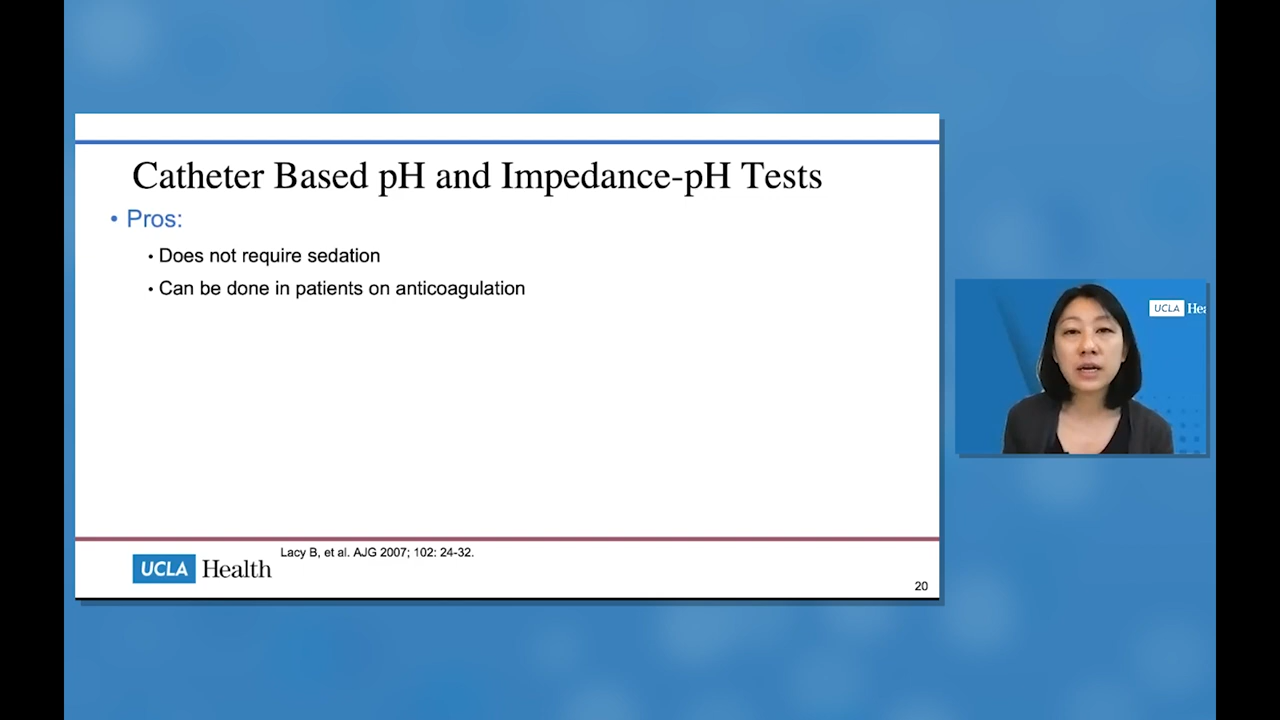 Catheter Based pH and Impedance-pH Tests
• Pros:
• Does not require sedation
• Can be done in patients on anticoagulation
Lacy B, et al. AJG 2007; 102: 24-32.
UCLA Health
20
UCLA Hea